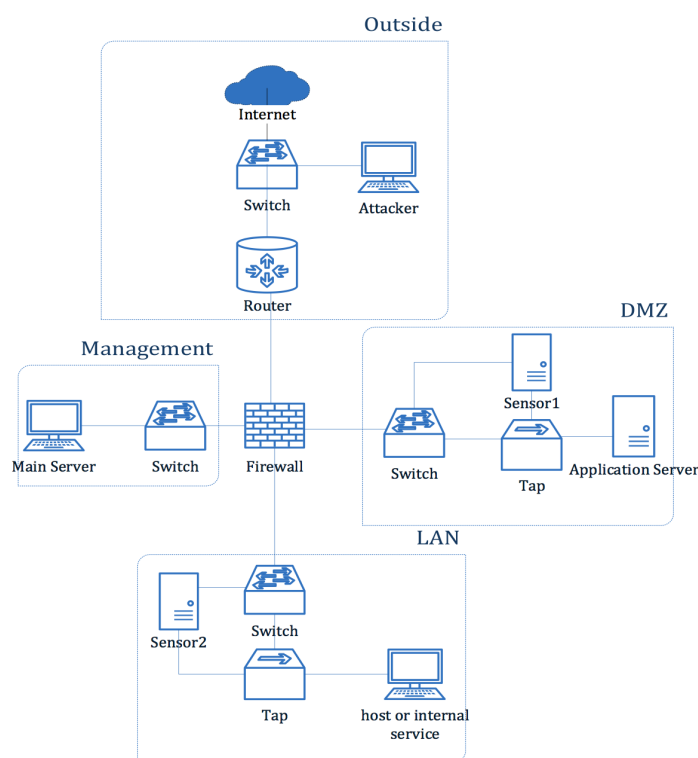 Outside
Internet
Switch
Attacker
Router
DMZ
Management
Sensor1
Main Server
Switch
Firewall
Switch
Tap
Application Server
LAN
Switch
Sensor2
Tap
host or internal
service